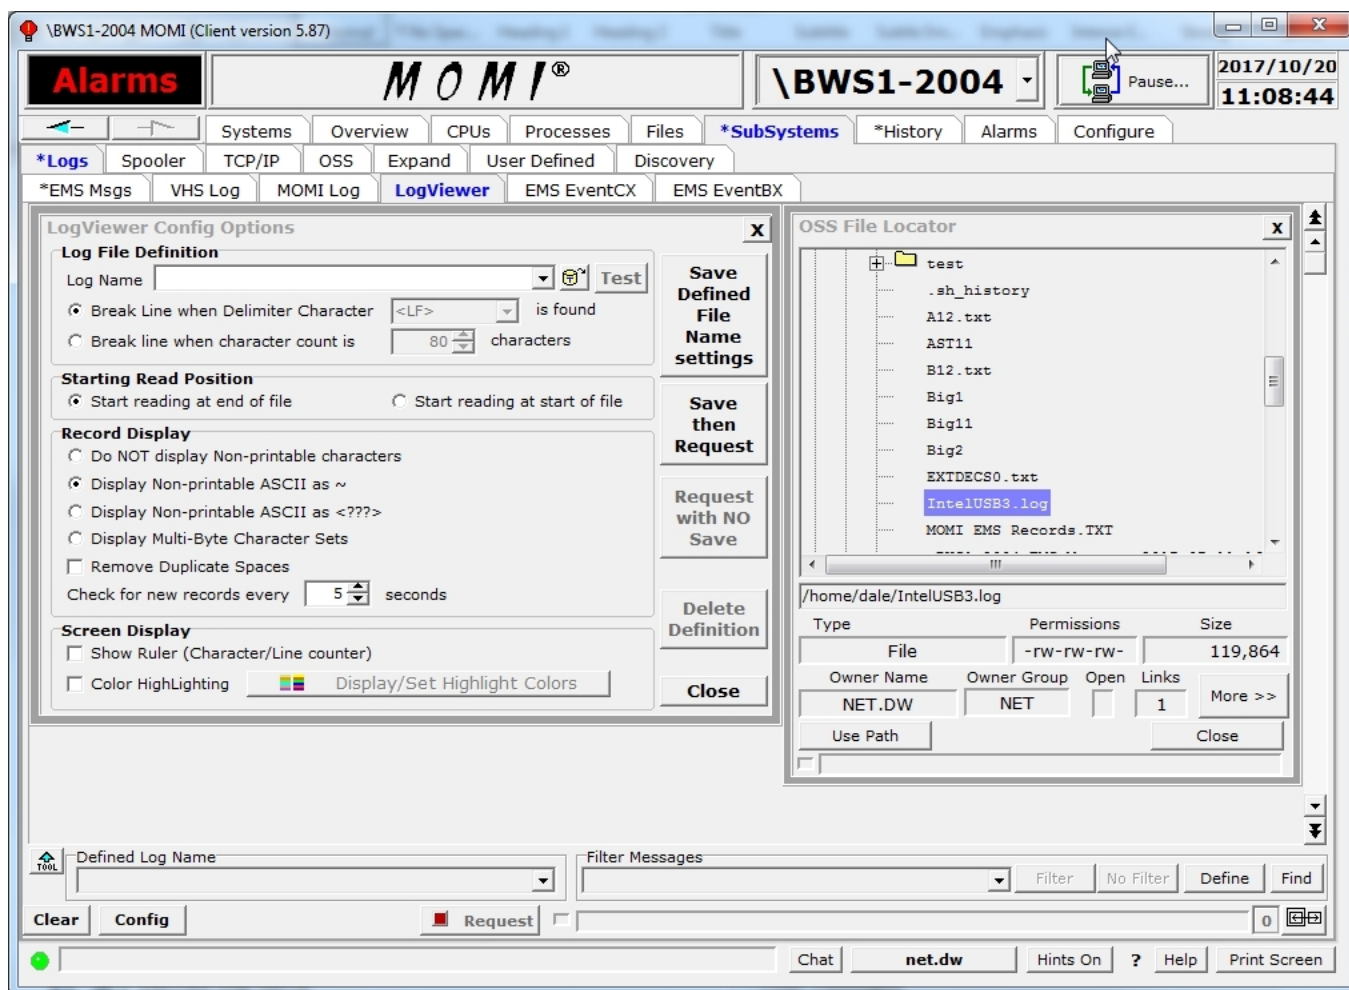 \BWS1-2004 MOMI (Client version 5.87)
Alarms
MOMI®
\BWS1-2004
Pause...
2017/10/20
11:08:44
Systems Overview CPUs Processes Files *SubSystems *History Alarms Configure
*Logs Spooler TCP/IP OSS Expand User Defined Discovery
*EMS Msgs VHS Log MOMI Log LogViewer EMS EventCX EMS EventBX
LogViewer Config Options
X
Log File Definition
Log Name
Test
Break Line when Delimiter Character <LF> is found
Break line when character count is 80 characters
Starting Read Position
Start reading at end of file Start reading at start of file
Record Display
Do NOT display Non-printable characters
Display Non-printable ASCII as ~
Display Non-printable ASCII as <???>
Display Multi-Byte Character Sets
Remove Duplicate Spaces
Check for new records every 5 seconds
Screen Display
Show Ruler (Character/Line counter)
Color HighLighting Display/Set Highlight Colors
Save
Defined
File
Name
settings
Save
then
Request
Request
with NO
Save
Delete
Definition
Close
OSS File Locator
X
test
.sh_history
A12.txt
AST11
B12.txt
Big1
Big11
Big2
EXTDECS0.txt
IntelUSB3.log
MOMI EMS Records.TXT
/home/dale/IntelUSB3.log
Type Permissions Size
File -rw-rw-rw- 119,864
Owner Name Owner Group Open Links
NET.DW NET 1 More >>
Use Path Close
TOOL
Defined Log Name
Filter Messages
Filter No Filter Define Find
Clear Config Request 0
Chat net.dw Hints On ? Help Print Screen